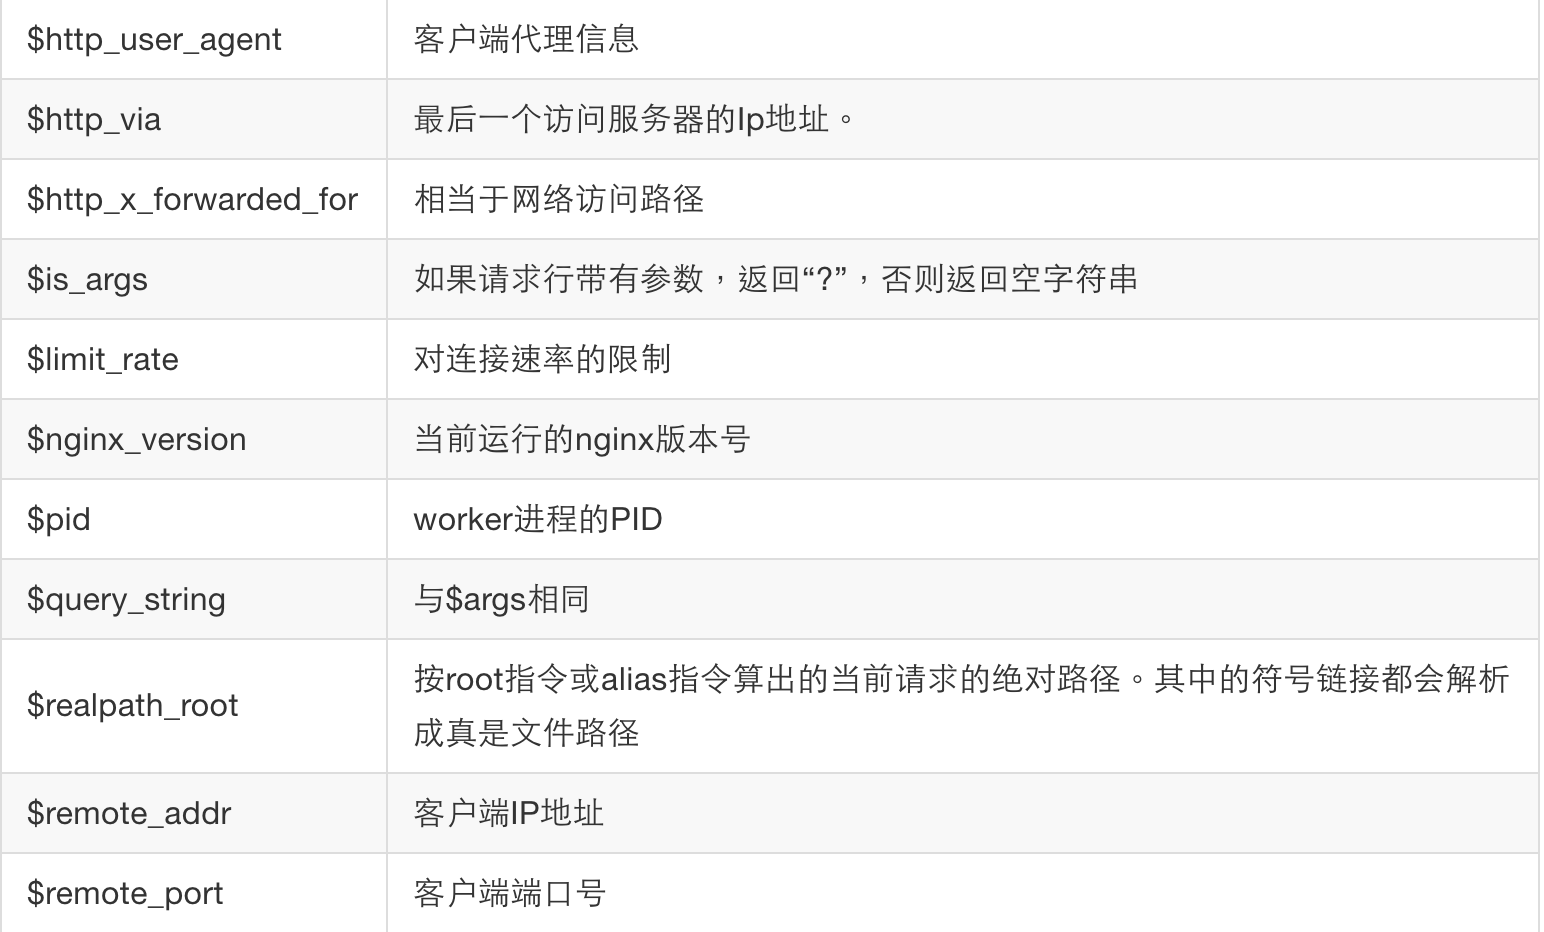 $http_user_agent 客户端代理信息
$http_via 最后一个访问服务器的Ip地址。
$http_x_forwarded_for 相当于网络访问路径
$is_args 如果请求行带有参数，返回“?”，否则返回空字符串
$limit_rate 对连接速率的限制
$nginx_version 当前运行的nginx版本号
$pid worker进程的PID
$query_string 与$args相同
$realpath_root 按root指令或alias指令算出的当前请求的绝对路径。其中的符号链接都会解析
成真是文件路径
$remote_addr 客户端IP地址
$remote_port 客户端端口号